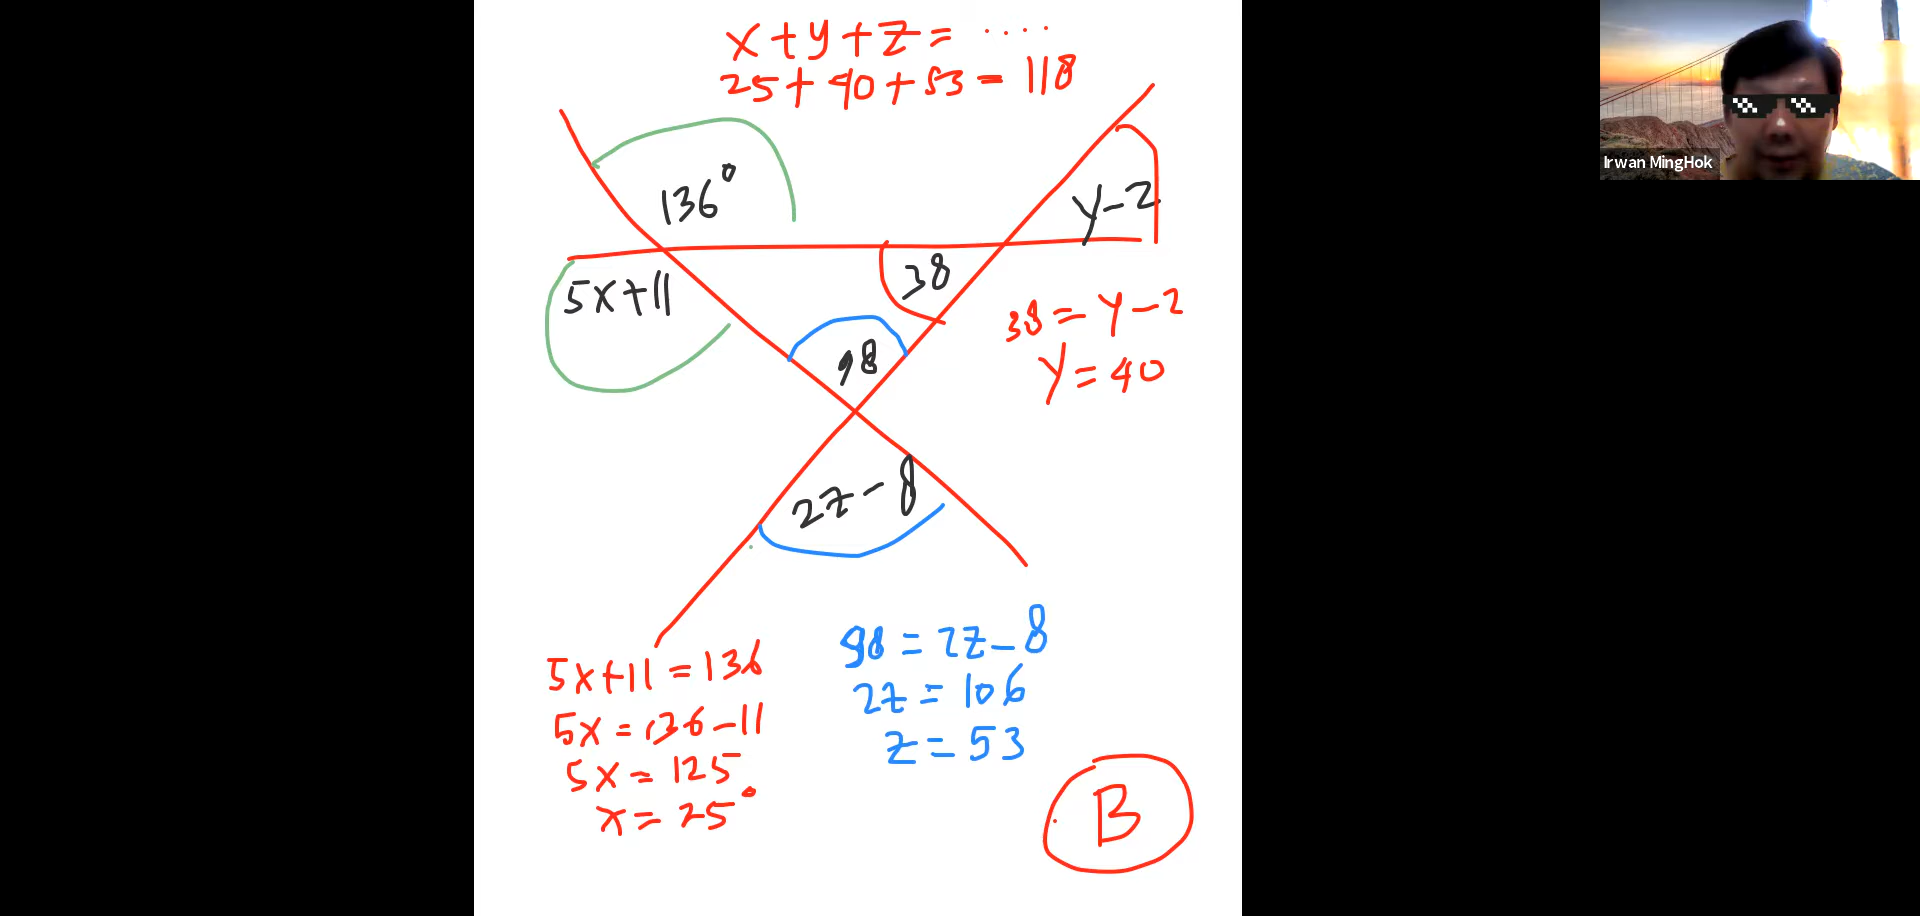 x+y+z= ....
25+40+53=118
136°
y-2
5x+11
38
98
38=y-2
y=40
2z-8
5x+11=136
5x=136-11
5x=125
x=25°
98=2z-8
2z=106
z=53
B
Irwan MingHok